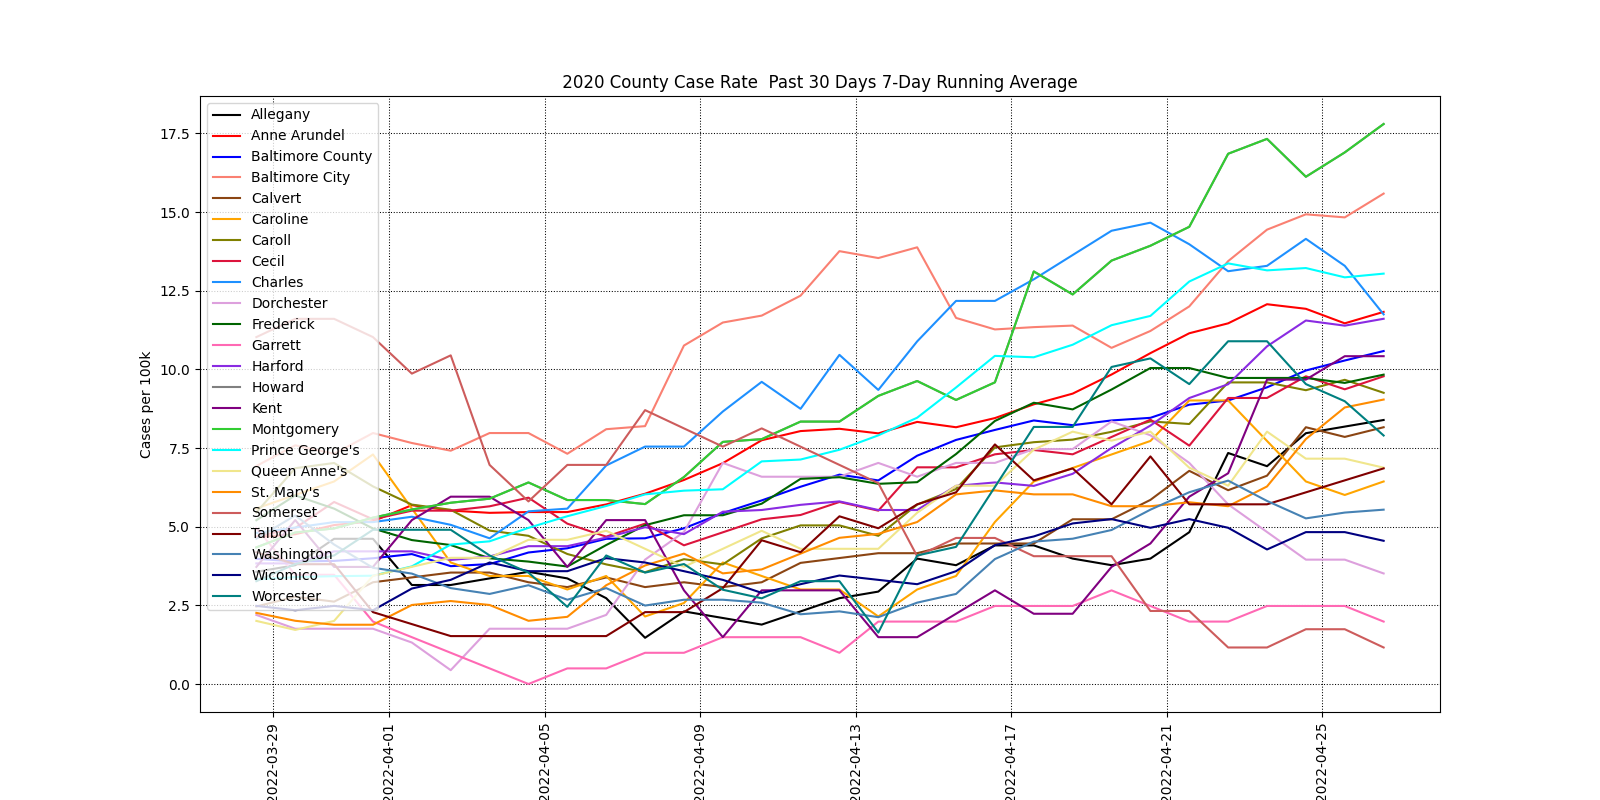 2020 County Case Rate  Past 30 Days 7-Day Running Average
Cases per 100k
17.5
15.0
12.5
10.0
7.5
5.0
2.5
0.0
Allegany
Anne Arundel
Baltimore County
Baltimore City
Calvert
Caroline
Caroll
Cecil
Charles
Dorchester
Frederick
Garrett
Harford
Howard
Kent
Montgomery
Prince George's
Queen Anne's
St. Mary's
Somerset
Talbot
Washington
Wicomico
Worcester
2022-03-29
2022-04-01
2022-04-05
2022-04-09
2022-04-13
2022-04-17
2022-04-21
2022-04-25